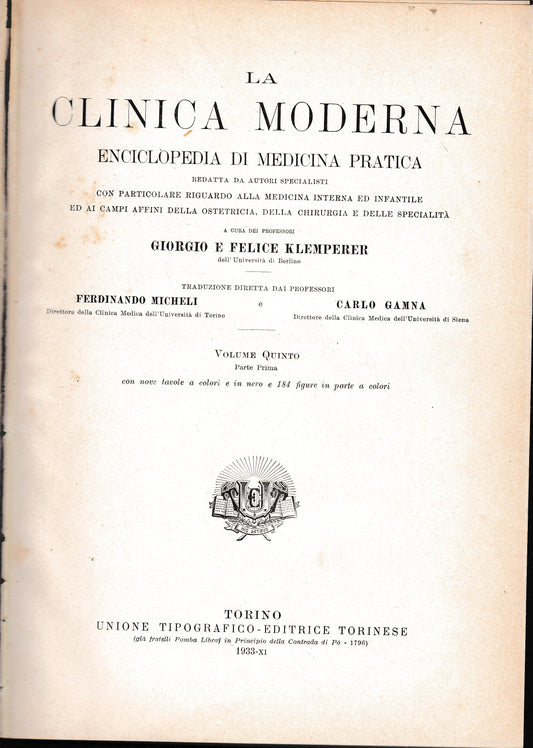 LA
CLINICA MODERNA
ENCICLOPEDIA DI MEDICINA PRATICA
REDATTA DA AUTORI SPECIALISTI
CON PARTICOLARE RIGUARDO ALLA MEDICINA INTERNA ED INFANTILE
ED AI CAMPI AFFINI DELLA OSTETRICIA, DELLA CHIRURGIA E DELLE SPECIALITÀ
A CURA DEI PROFESSORI
GIORGIO E FELICE KLEMPERER
dell'Università di Berlino
TRADUZIONE DIRETTA DAI PROFESSORI
FERDINANDO MICHELI e CARLO GAMNA
Direttore della Clinica Medica dell'Università di Torino Direttore della Clinica Medica dell'Università di Siena
VOLUME QUINTO
Parte Prima
con nove tavole a colori e in nero e 184 figure in parte a colori
TORINO
UNIONE TIPOGRAFICO-EDITRICE TORINESE
(già fratelli Pomba Libraj in Principio della Contrada di Pò - 1796)
1933-XI